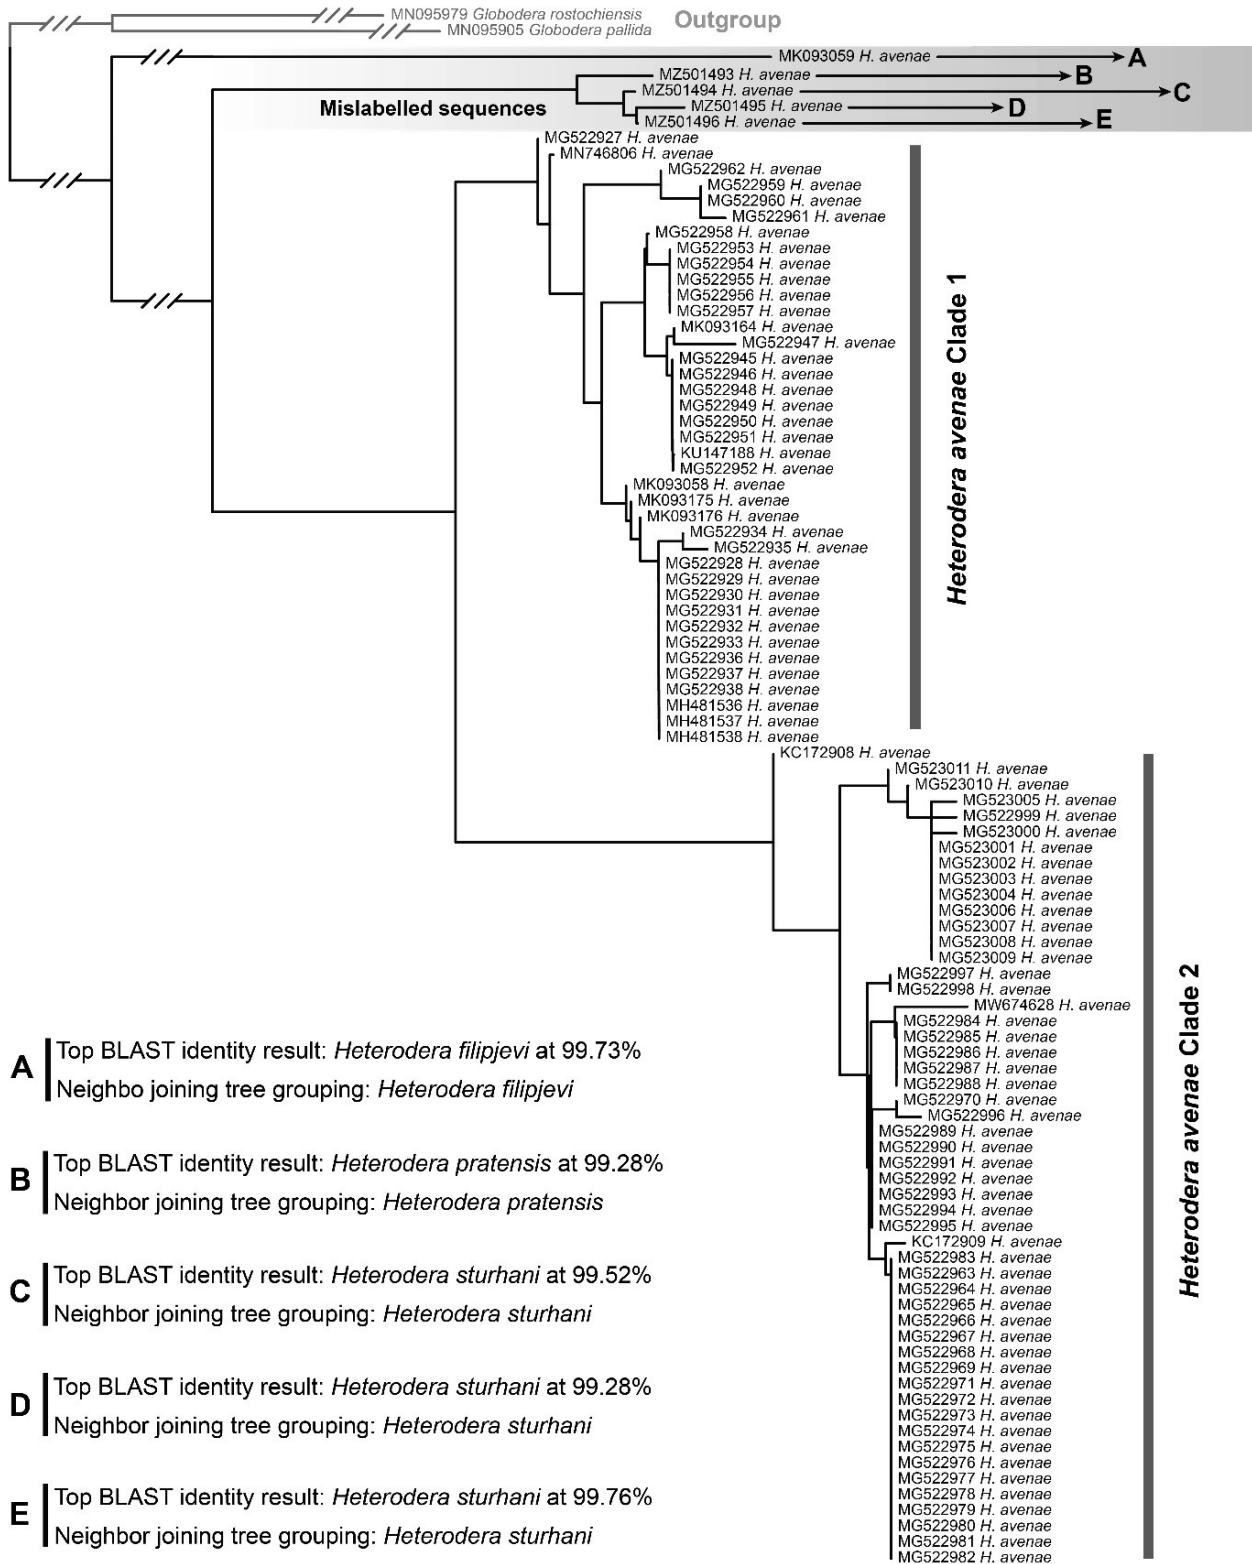 MN095979 Globodera rostochiensis
MN095905 Globodera pallida
Outgroup
MK093059 H. avenae
A
MZ501493 H. avenae
B
MZ501494 H. avenae
C
Mislabelled sequences
MZ501495 H. avenae
D
MZ501496 H. avenae
E
MG522927 H. avenae
MN746806 H. avenae
MG522962 H. avenae
MG522959 H. avenae
MG522960 H. avenae
MG522961 H. avenae
MG522958 H. avenae
MG522953 H. avenae
MG522954 H. avenae
MG522955 H. avenae
MG522956 H. avenae
MG522957 H. avenae
MK093164 H. avenae
MG522947 H. avenae
MG522945 H. avenae
MG522946 H. avenae
MG522948 H. avenae
MG522949 H. avenae
MG522950 H. avenae
MG522951 H. avenae
KU147188 H. avenae
MG522952 H. avenae
MK093058 H. avenae
MK093175 H. avenae
MK093176 H. avenae
MG522934 H. avenae
MG522935 H. avenae
MG522928 H. avenae
MG522929 H. avenae
MG522930 H. avenae
MG522931 H. avenae
MG522932 H. avenae
MG522933 H. avenae
MG522936 H. avenae
MG522937 H. avenae
MG522938 H. avenae
MH481536 H. avenae
MH481537 H. avenae
MH481538 H. avenae
Heterodera avenae Clade 1
KC172908 H. avenae
MG523011 H. avenae
MG523010 H. avenae
MG523005 H. avenae
MG522999 H. avenae
MG523000 H. avenae
MG523001 H. avenae
MG523002 H. avenae
MG523003 H. avenae
MG523004 H. avenae
MG523006 H. avenae
MG523007 H. avenae
MG523008 H. avenae
MG523009 H. avenae
MG522997 H. avenae
MG522998 H. avenae
MW674628 H. avenae
MG522984 H. avenae
MG522985 H. avenae
MG522986 H. avenae
MG522987 H. avenae
MG522988 H. avenae
MG522970 H. avenae
MG522996 H. avenae
MG522989 H. avenae
MG522990 H. avenae
MG522991 H. avenae
MG522992 H. avenae
MG522993 H. avenae
MG522994 H. avenae
MG522995 H. avenae
KC172909 H. avenae
MG522983 H. avenae
MG522963 H. avenae
MG522964 H. avenae
MG522965 H. avenae
MG522966 H. avenae
MG522967 H. avenae
MG522968 H. avenae
MG522969 H. avenae
MG522971 H. avenae
MG522972 H. avenae
MG522973 H. avenae
MG522974 H. avenae
MG522975 H. avenae
MG522976 H. avenae
MG522977 H. avenae
MG522978 H. avenae
MG522979 H. avenae
MG522980 H. avenae
MG522981 H. avenae
MG522982 H. avenae
Heterodera avenae Clade 2
A
Top BLAST identity result: Heterodera filipjevi at 99.73%
Neighbo joining tree grouping: Heterodera filipjevi
B
Top BLAST identity result: Heterodera pratensis at 99.28%
Neighbor joining tree grouping: Heterodera pratensis
C
Top BLAST identity result: Heterodera sturhani at 99.52%
Neighbor joining tree grouping: Heterodera sturhani
D
Top BLAST identity result: Heterodera sturhani at 99.28%
Neighbor joining tree grouping: Heterodera sturhani
E
Top BLAST identity result: Heterodera sturhani at 99.76%
Neighbor joining tree grouping: Heterodera sturhani